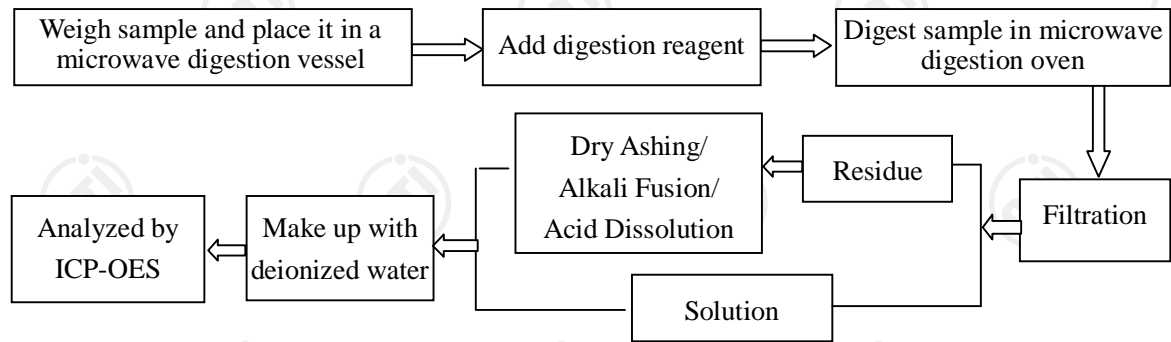 Weigh sample and place it in a
microwave digestion vessel
Add digestion reagent
Digest sample in microwave
digestion oven
Filtration
Residue
Dry Ashing/
Alkali Fusion/
Acid Dissolution
Solution
Make up with
deionized water
Analyzed by
ICP-OES